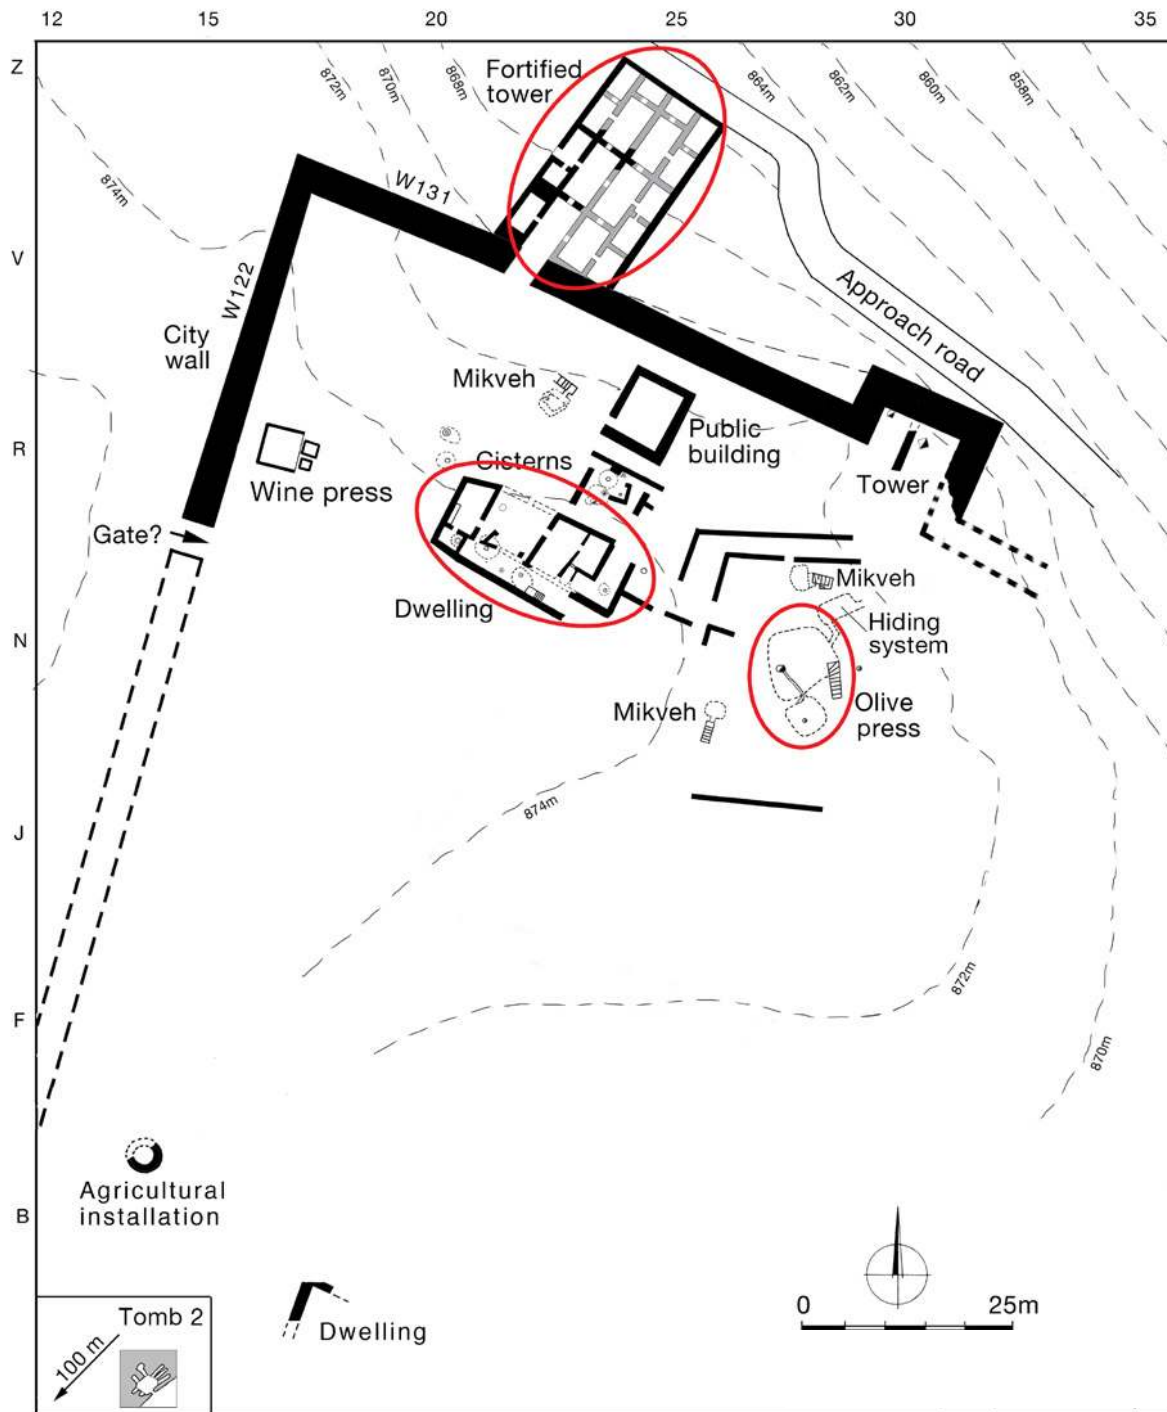 12 15 20 25 30 35
Z
Fortified
tower
872m
870m
868m
864m
862m
860m
858m
874m
W131
V
W122
City
wall
Approach road
Mikveh
R
Public
building
Cisterns
Wine press
Tower
Gate?
Mikveh
Dwelling
N
Hiding
system
Mikveh
Olive
press
J
874m
872m
F
870m
Agricultural
installation
B
0 25m
Tomb 2
100 m
Dwelling